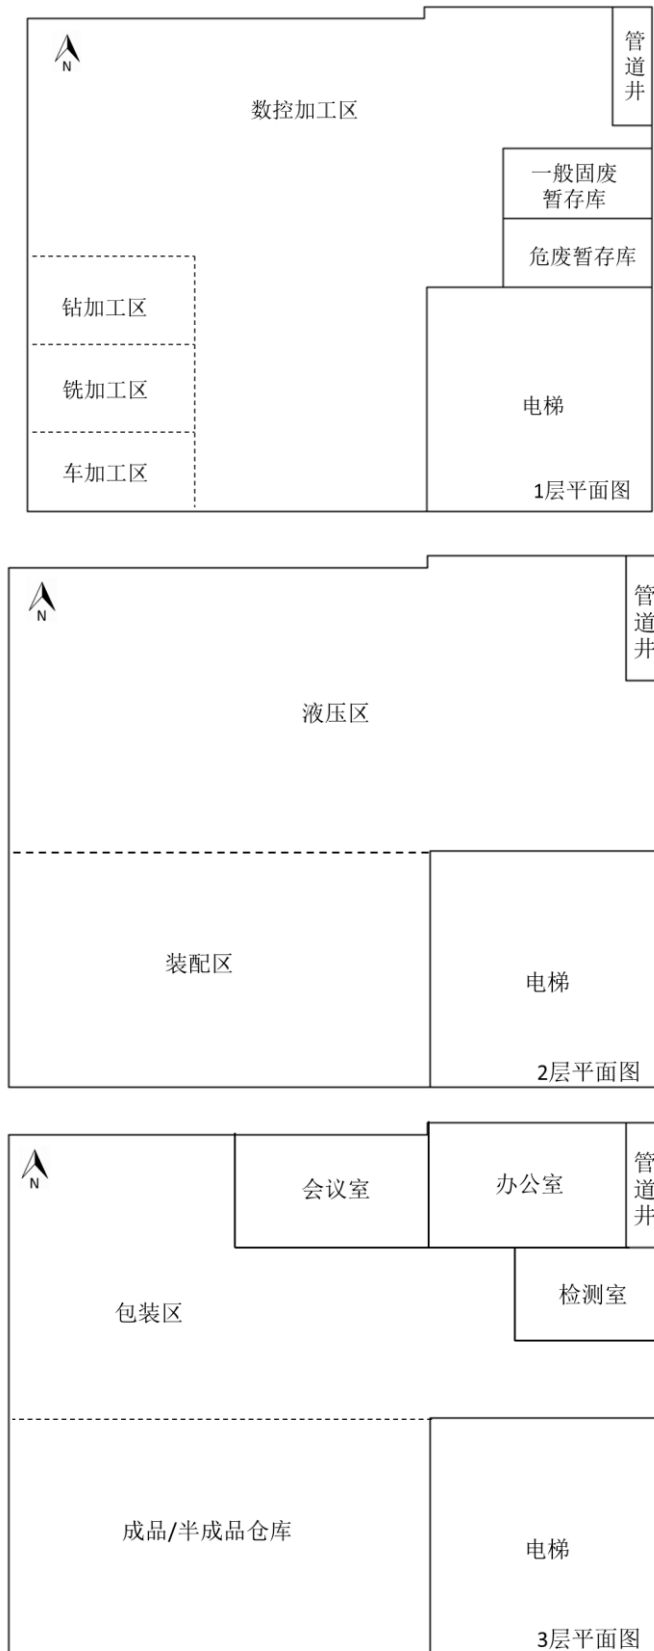 N
管道井
数控加工区
一般固废
暂存库
危废暂存库
钻加工区
铣加工区
车加工区
电梯
1层平面图
N
管道井
液压区
装配区
电梯
2层平面图
N
会议室
办公室
管道井
检测室
包装区
成品/半成品仓库
电梯
3层平面图